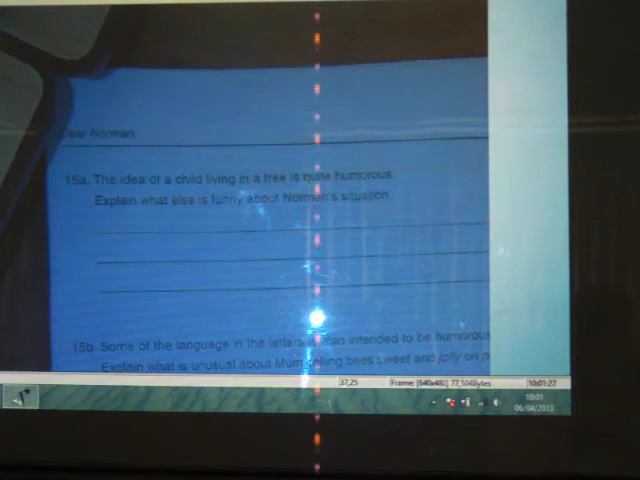 Dear Norman
15a. The idea of a child living in a tree is quite humorous.
Explain what else is funny about Norman's situation.
15b Some of the language in the letters is also intended to be humorous
Explain what is unusual about Mum calling bees sweet and jolly on p
37,25 Frame: [640x480] 77,104Bytes 10:01:27
10:01
06/04/2013